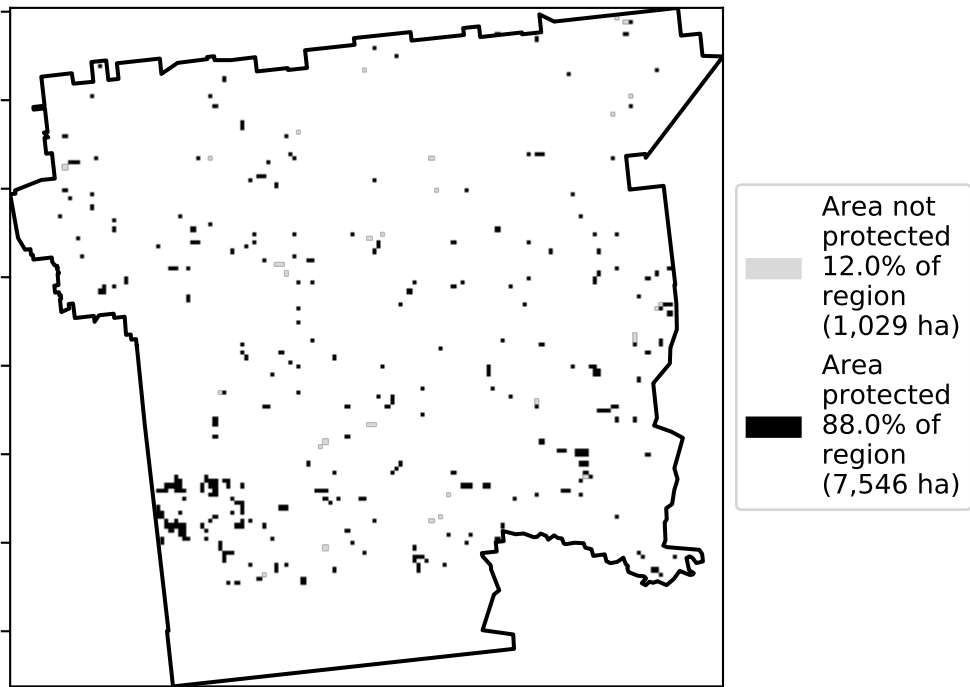 Area not
protected
12.0% of
region
(1,029 ha)
Area
protected
88.0% of
region
(7,546 ha)